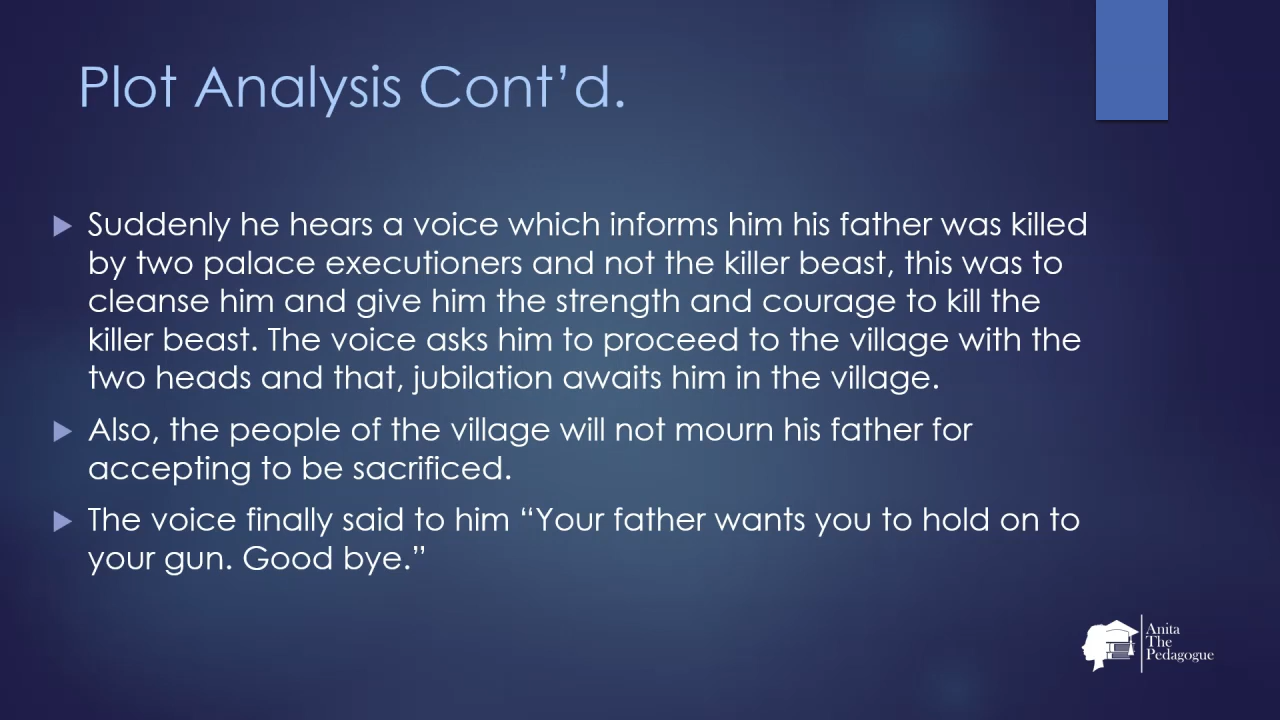 Plot Analysis Cont’d.
Suddenly he hears a voice which informs him his father was killed
by two palace executioners and not the killer beast, this was to
cleanse him and give him the strength and courage to kill the
killer beast. The voice asks him to proceed to the village with the
two heads and that, jubilation awaits him in the village.
Also, the people of the village will not mourn his father for
accepting to be sacrificed.
The voice finally said to him “Your father wants you to hold on to
your gun. Good bye.”
Anita
The
Pedagogue